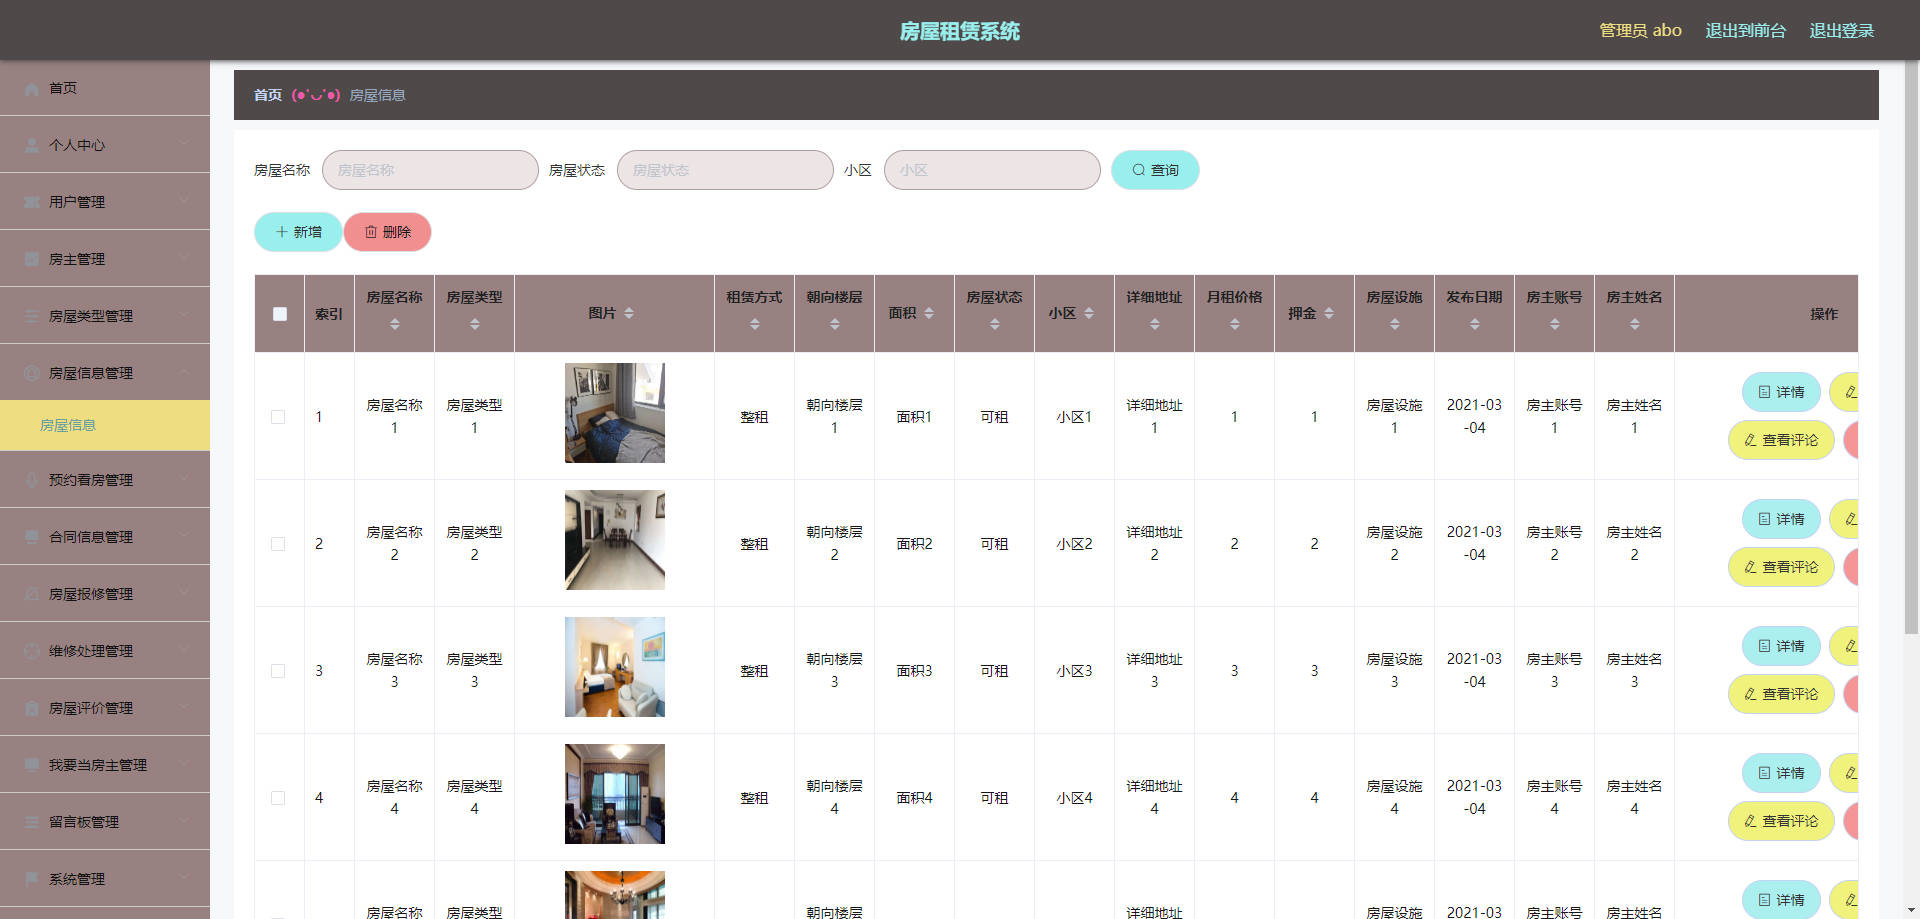 房屋租赁系统
管理员 abo 退出到前台 退出登录
首页
个人中心
用户管理
房主管理
房屋类型管理
房屋信息管理
房屋信息
预约看房管理
合同信息管理
房屋报修管理
维修处理管理
房屋评价管理
我要当房主管理
留言板管理
系统管理
首页 (●'◡'●) 房屋信息
房屋名称 房屋名称 房屋状态 房屋状态 小区 小区 查询
新增 删除
索引 房屋名称 房屋类型 图片 租赁方式 朝向楼层 面积 房屋状态 小区 详细地址 月租价格 押金 房屋设施 发布日期 房主账号 房主姓名 操作
1 房屋名称1 房屋类型1 整租 朝向楼层1 面积1 可租 小区1 详细地址1 1 1 房屋设施1 2021-03-04 房主账号1 房主姓名1 详情
查看评论
2 房屋名称2 房屋类型2 整租 朝向楼层2 面积2 可租 小区2 详细地址2 2 2 房屋设施2 2021-03-04 房主账号2 房主姓名2 详情
查看评论
3 房屋名称3 房屋类型3 整租 朝向楼层3 面积3 可租 小区3 详细地址3 3 3 房屋设施3 2021-03-04 房主账号3 房主姓名3 详情
查看评论
4 房屋名称4 房屋类型4 整租 朝向楼层4 面积4 可租 小区4 详细地址4 4 4 房屋设施4 2021-03-04 房主账号4 房主姓名4 详情
查看评论
房屋名称 房屋类型 朝向楼层 详细地址 房屋设施 2021-03 房主账号 房主姓名 详情